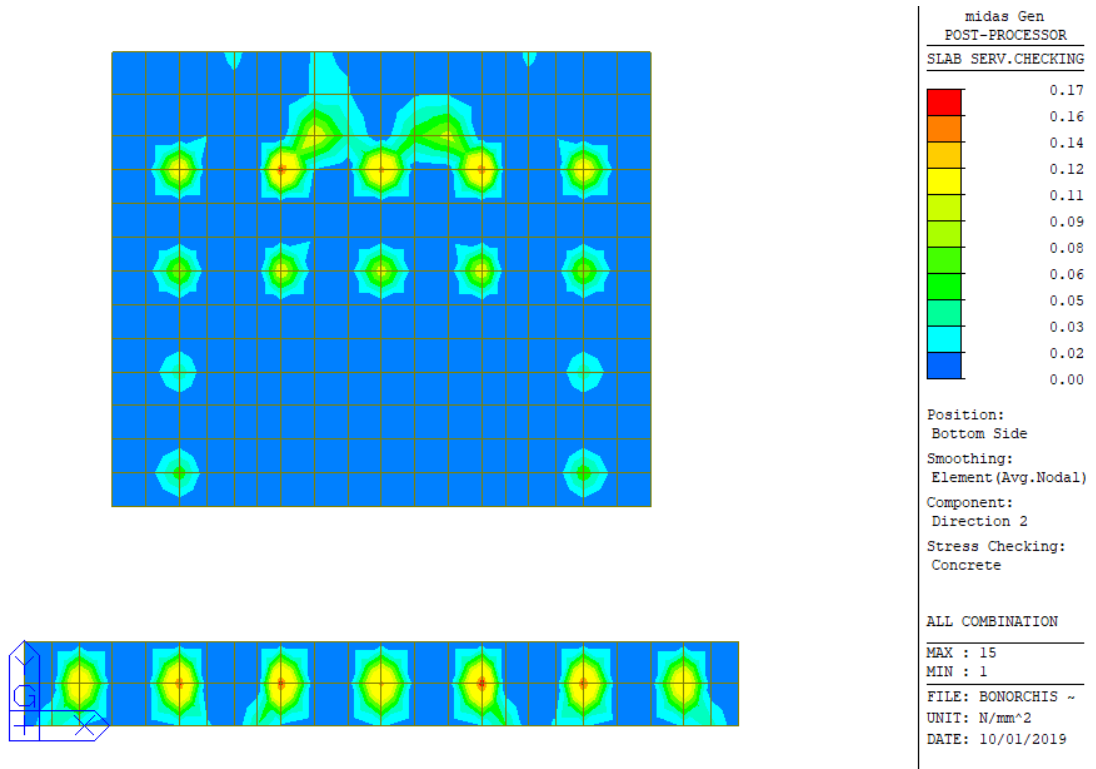 midas Gen
POST-PROCESSOR
SLAB SERV.CHECKING
0.17
0.16
0.14
0.12
0.11
0.09
0.08
0.06
0.05
0.03
0.02
0.00
Position:
Bottom Side
Smoothing:
Element(Avg.Nodal)
Component:
Direction 2
Stress Checking:
Concrete
ALL COMBINATION
MAX : 15
MIN : 1
FILE: BONORCHIS ~
UNIT: N/mm^2
DATE: 10/01/2019
Y
G
X